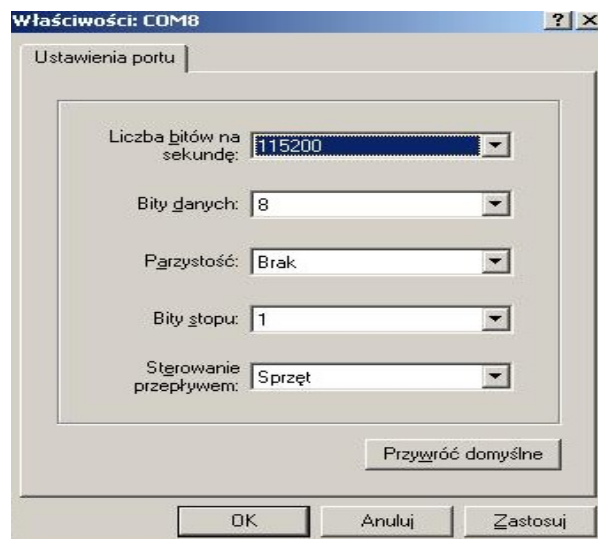 Właściwości: COM8
Ustawienia portu
Liczba bitów na
sekundę:
115200
Bity danych:
8
Parzystość:
Brak
Bity stopu:
1
Sterowanie
przepływem:
Sprzęt
Przywróć domyślne
OK
Anuluj
Zastosuj